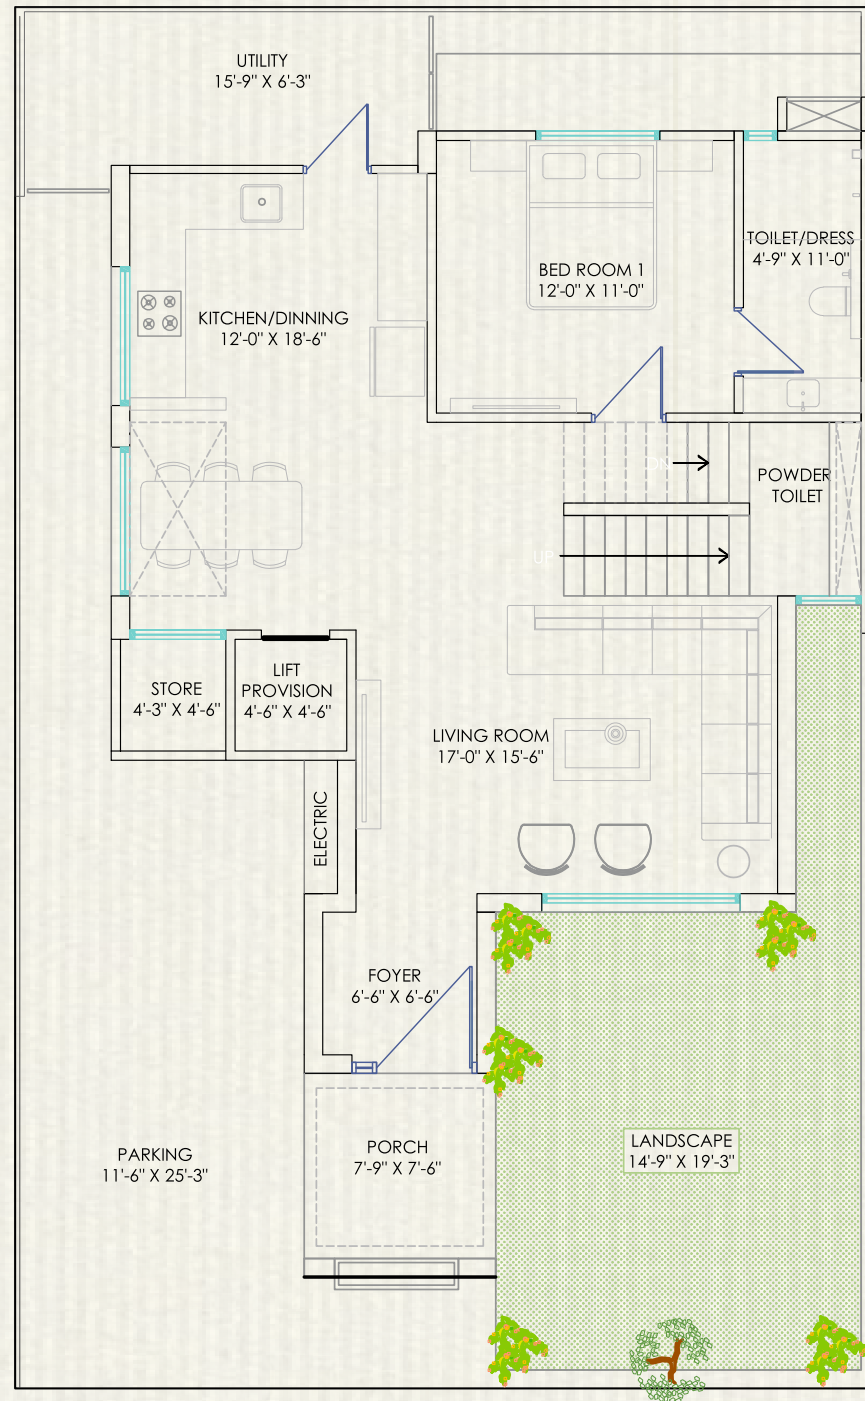 UTILITY
15'-9" X 6'-3"
TOILET/DRESS
4'-9" X 11'-0"
BED ROOM 1
12'-0" X 11'-0"
KITCHEN/DINNING
12'-0" X 18'-6"
DN
POWDER
TOILET
UP
STORE
4'-3" X 4'-6"
LIFT
PROVISION
4'-6" X 4'-6"
LIVING ROOM
17'-0" X 15'-6"
ELECTRIC
FOYER
6'-6" X 6'-6"
PARKING
11'-6" X 25'-3"
PORCH
7'-9" X 7'-6"
LANDSCAPE
14'-9" X 19'-3"